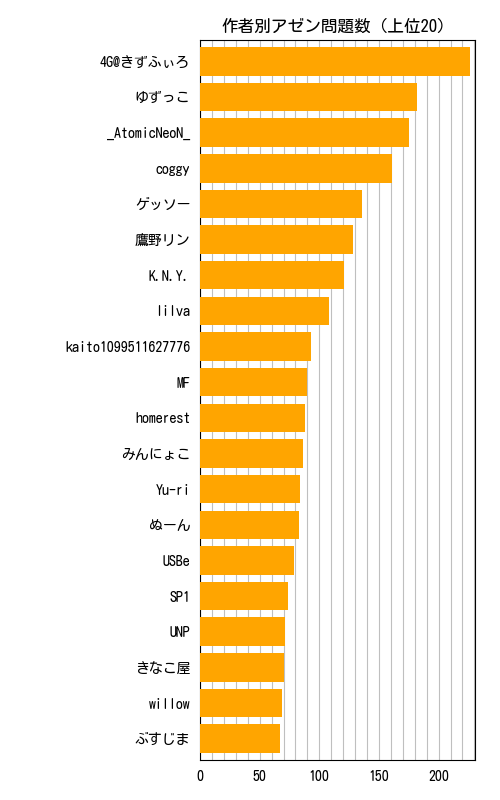 作者別アゼン問題数（上位20）
4G@きずふぃろ
ゆずっこ
_AtomicNeoN_
coggy
ゲッソー
鷹野リン
K.N.Y.
lilva
kaito1099511627776
MF
homerest
みんにょこ
Yu-ri
ぬーん
USBe
SP1
UNP
きなこ屋
willow
ぶすじま
0 50 100 150 200